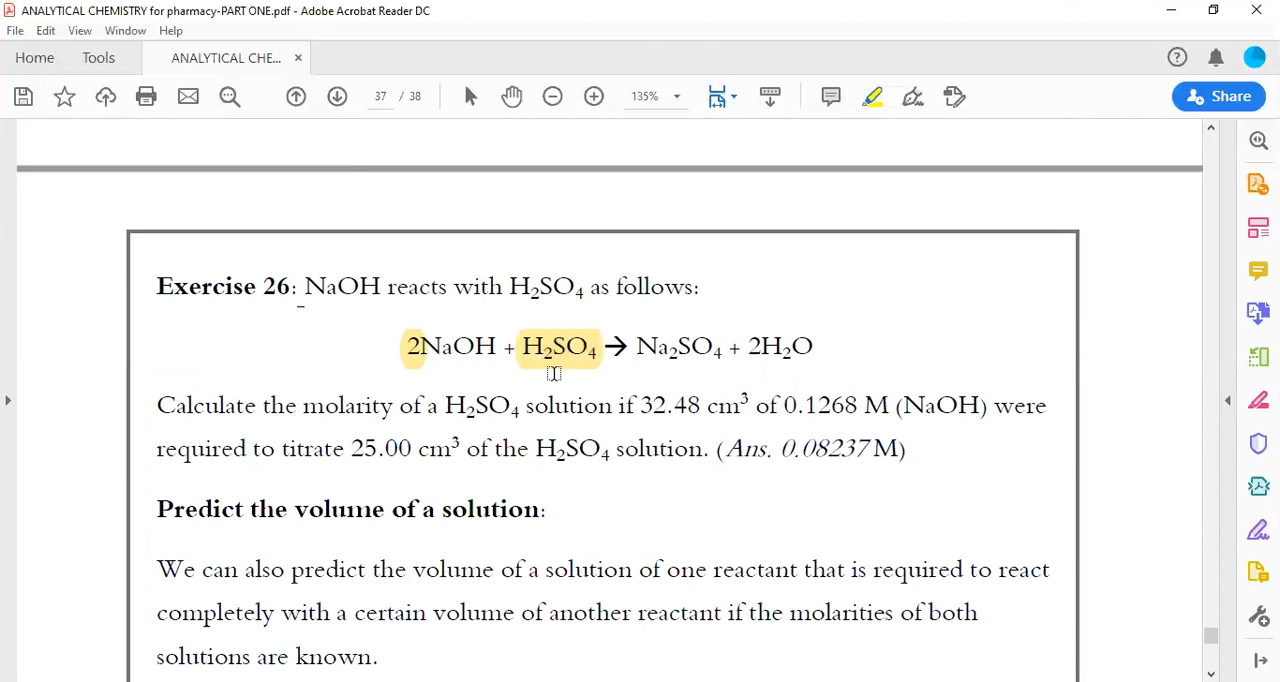 ANALYTICAL CHEMISTRY for pharmacy-PART ONE.pdf - Adobe Acrobat Reader DC
File Edit View Window Help
Home Tools ANALYTICAL CHE... ×
37 / 38 135% Share
Exercise 26: NaOH reacts with H₂SO₄ as follows:
2NaOH + H₂SO₄ → Na₂SO₄ + 2H₂O
Calculate the molarity of a H₂SO₄ solution if 32.48 cm³ of 0.1268 M (NaOH) were
required to titrate 25.00 cm³ of the H₂SO₄ solution. (Ans. 0.08237 M)
Predict the volume of a solution:
We can also predict the volume of a solution of one reactant that is required to react
completely with a certain volume of another reactant if the molarities of both
solutions are known.